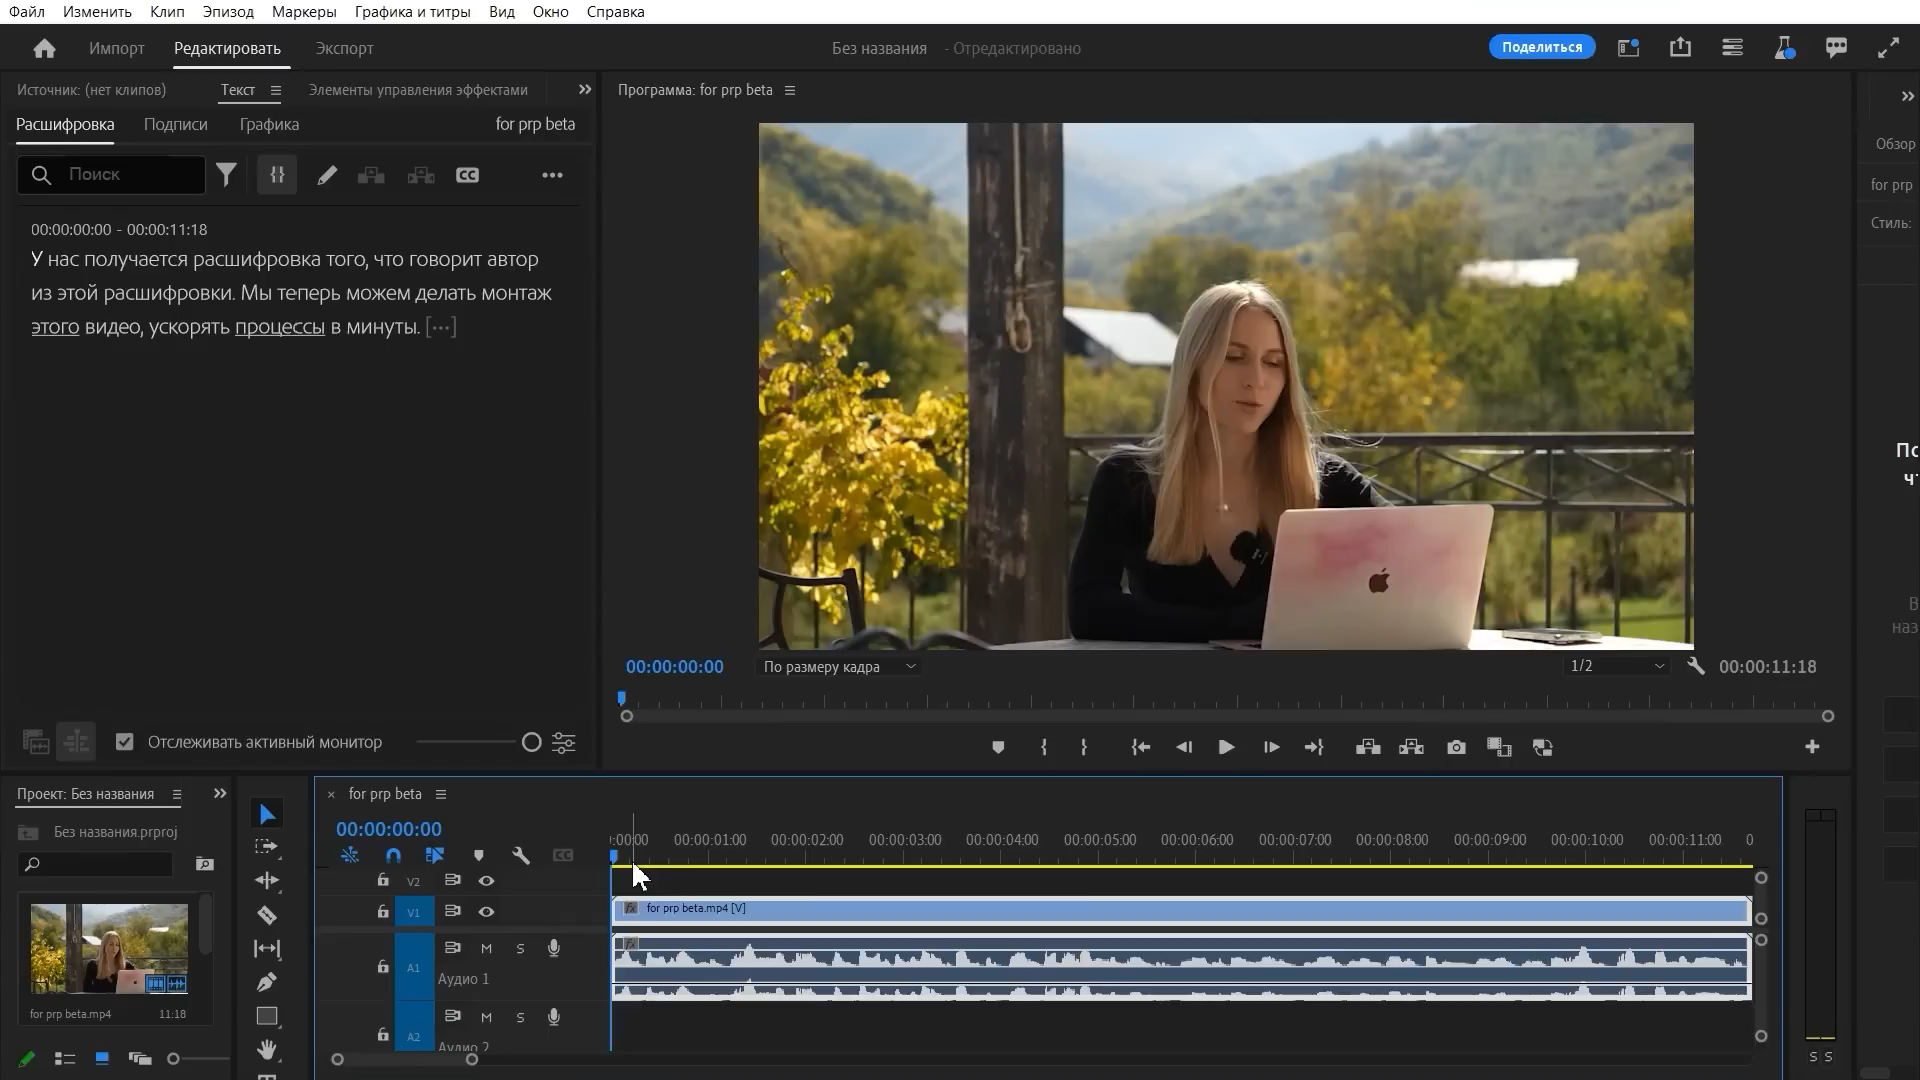 Файл Изменить Клип Эпизод Маркеры Графика и титры Вид Окно Справка
Импорт Редактировать Экспорт
Без названия - Отредактировано
Поделиться
Источник: (нет клипов) Текст Элементы управления эффектами
Расшифровка Подписи Графика for prp beta
Поиск
00:00:00:00 - 00:00:11:18
У нас получается расшифровка того, что говорит автор
из этой расшифровки. Мы теперь можем делать монтаж
этого видео, ускорять процессы в минуты. [...]
Отслеживать активный монитор
Программа: for prp beta
00:00:00:00 По размеру кадра 1/2 00:00:11:18
Обзор
for prp
Стиль:
По
ч
В
наз
Проект: Без названия
Без названия.prproj
for prp beta.mp4 11:18
for prp beta
00:00:00:00
:00:00 00:00:01:00 00:00:02:00 00:00:03:00 00:00:04:00 00:00:05:00 00:00:06:00 00:00:07:00 00:00:08:00 00:00:09:00 00:00:10:00 00:00:11:00 0
V2
V1 fx for prp beta.mp4 [V]
A1 M S fx
Аудио 1
A2 M S
Аудио 2
S S